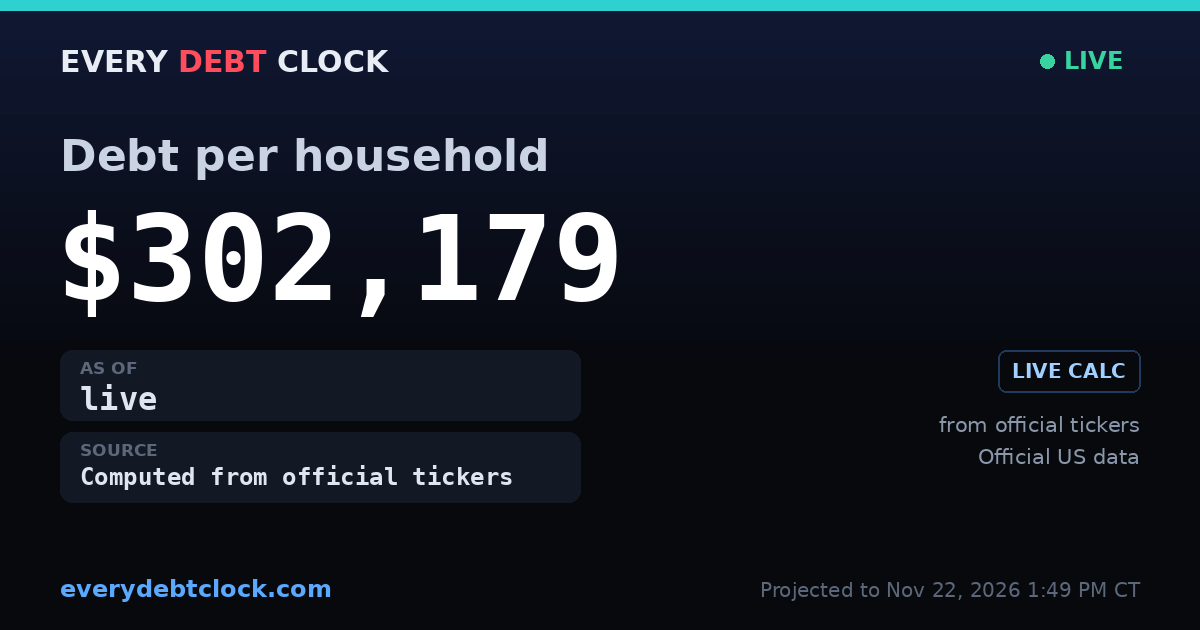 EVERY DEBT CLOCK
LIVE
Debt per household
$302,179
AS OF
live
SOURCE
Computed from official tickers
LIVE CALC
from official tickers
Official US data
everydebtclock.com
Projected to Nov 22, 2026 1:49 PM CT